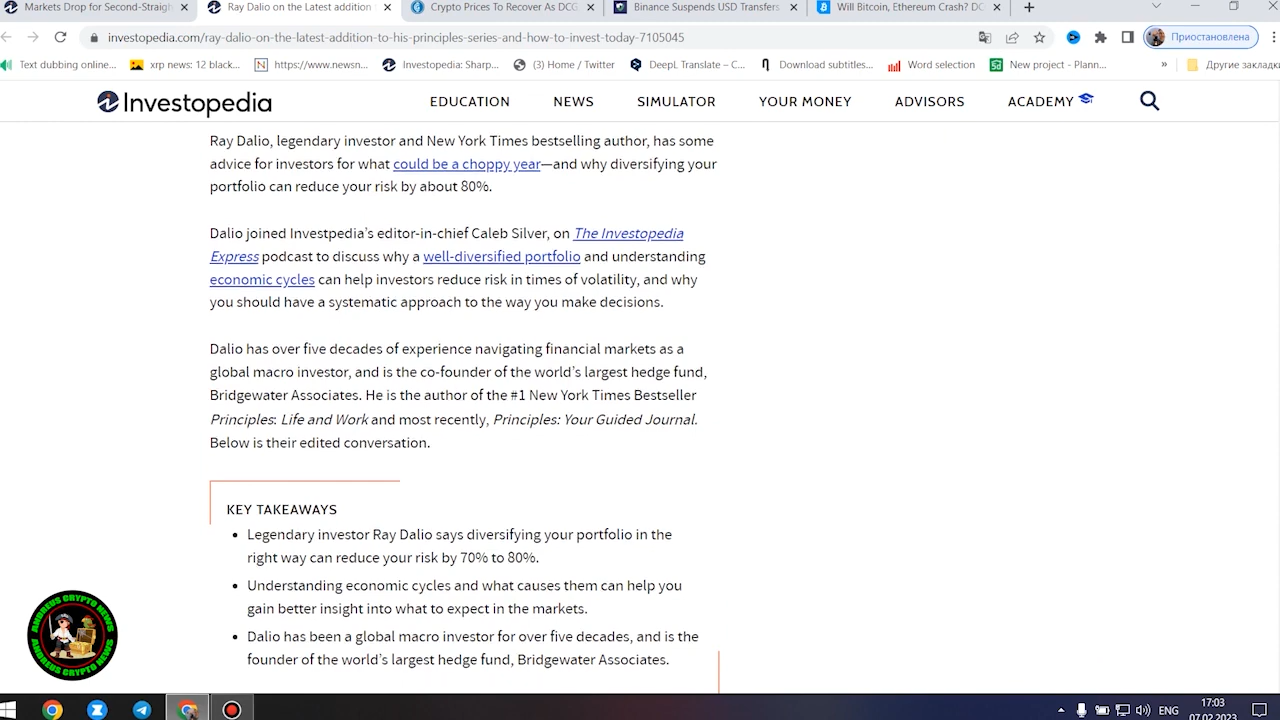 Markets Drop for Second-Straigh
Ray Dalio on the Latest addition
Crypto Prices To Recover As DCG
Binance Suspends USD Transfers
Will Bitcoin, Ethereum Crash? DC
investopedia.com/ray-dalio-on-the-latest-addition-to-his-principles-series-and-how-to-invest-today-7105045
Приостановлена
Text dubbing online...
xrp news: 12 black...
https://www.newsn...
Investopedia: Sharp...
(3) Home / Twitter
DeepL Translate – C...
Download subtitles...
Word selection
New project - Plann...
»
Другие закладки
Investopedia
EDUCATION
NEWS
SIMULATOR
YOUR MONEY
ADVISORS
ACADEMY
Ray Dalio, legendary investor and New York Times bestselling author, has some
advice for investors for what could be a choppy year—and why diversifying your
portfolio can reduce your risk by about 80%.
Dalio joined Investpedia’s editor-in-chief Caleb Silver, on The Investopedia
Express podcast to discuss why a well-diversified portfolio and understanding
economic cycles can help investors reduce risk in times of volatility, and why
you should have a systematic approach to the way you make decisions.
Dalio has over five decades of experience navigating financial markets as a
global macro investor, and is the co-founder of the world’s largest hedge fund,
Bridgewater Associates. He is the author of the #1 New York Times Bestseller
Principles: Life and Work and most recently, Principles: Your Guided Journal.
Below is their edited conversation.
KEY TAKEAWAYS
• Legendary investor Ray Dalio says diversifying your portfolio in the
right way can reduce your risk by 70% to 80%.
• Understanding economic cycles and what causes them can help you
gain better insight into what to expect in the markets.
• Dalio has been a global macro investor for over five decades, and is the
founder of the world’s largest hedge fund, Bridgewater Associates.
ANDREUS CRYPTO NEWS
ANDREUS CRYPTO NEWS
ENG
17:03
07.02.2023